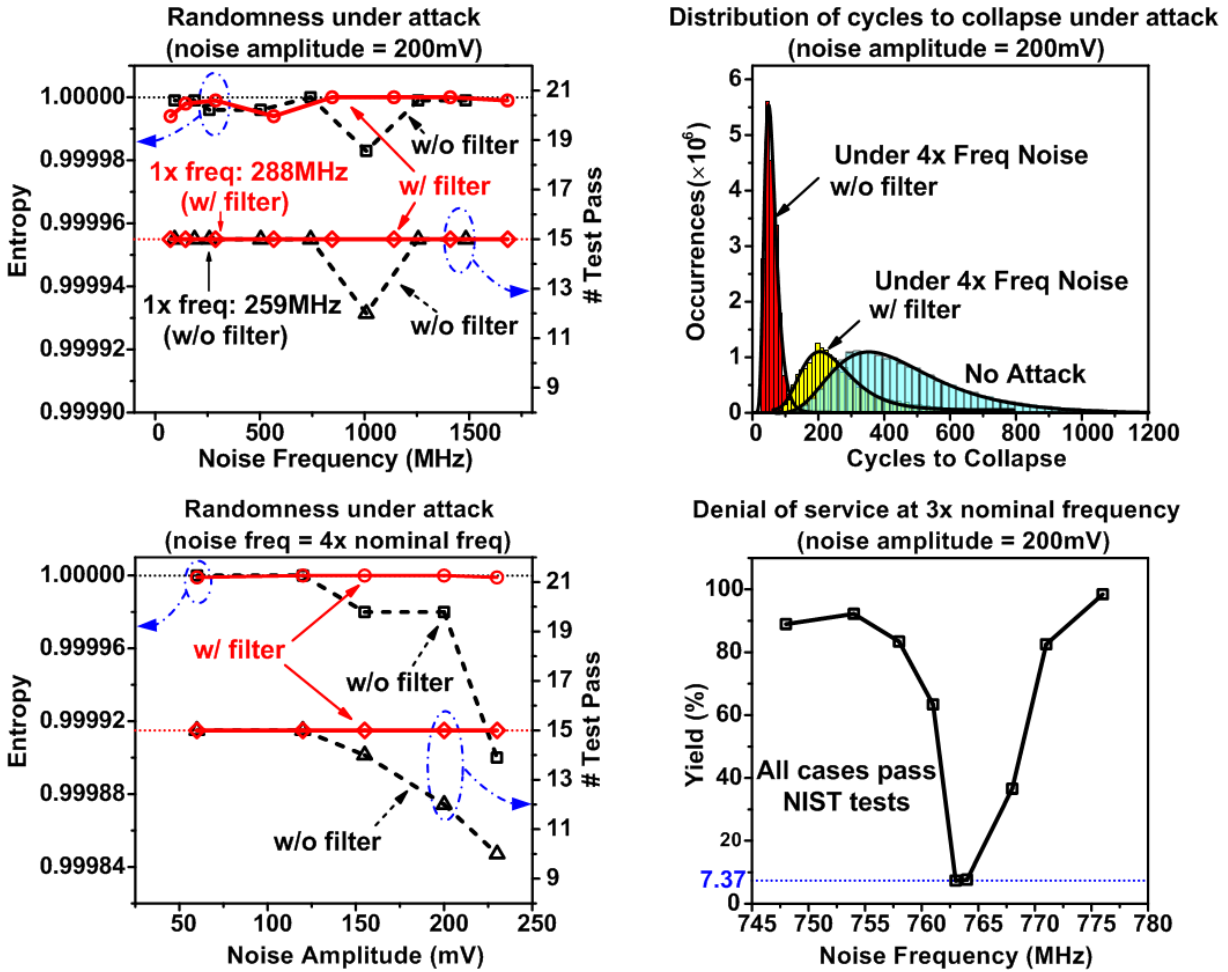 Randomness under attack
(noise amplitude = 200mV)
1.00000
0.99998
0.99996
0.99994
0.99992
0.99990
Entropy
21
19
17
15
13
11
9
# Test Pass
w/o filter
1x freq: 288MHz
(w/ filter)
w/ filter
1x freq: 259MHz
(w/o filter)
w/o filter
0
500
1000
1500
Noise Frequency (MHz)
Distribution of cycles to collapse under attack
(noise amplitude = 200mV)
6
5
4
3
2
1
0
Occurrences(×10⁶)
Under 4x Freq Noise
w/o filter
Under 4x Freq Noise
w/ filter
No Attack
0
200
400
600
800
1000
1200
Cycles to Collapse
Randomness under attack
(noise freq = 4x nominal freq)
1.00000
0.99996
0.99992
0.99988
0.99984
Entropy
21
19
17
15
13
11
9
# Test Pass
w/ filter
w/o filter
w/o filter
50
100
150
200
250
Noise Amplitude (mV)
Denial of service at 3x nominal frequency
(noise amplitude = 200mV)
100
80
60
40
20
7.37
0
Yield (%)
All cases pass
NIST tests
745
750
755
760
765
770
775
780
Noise Frequency (MHz)